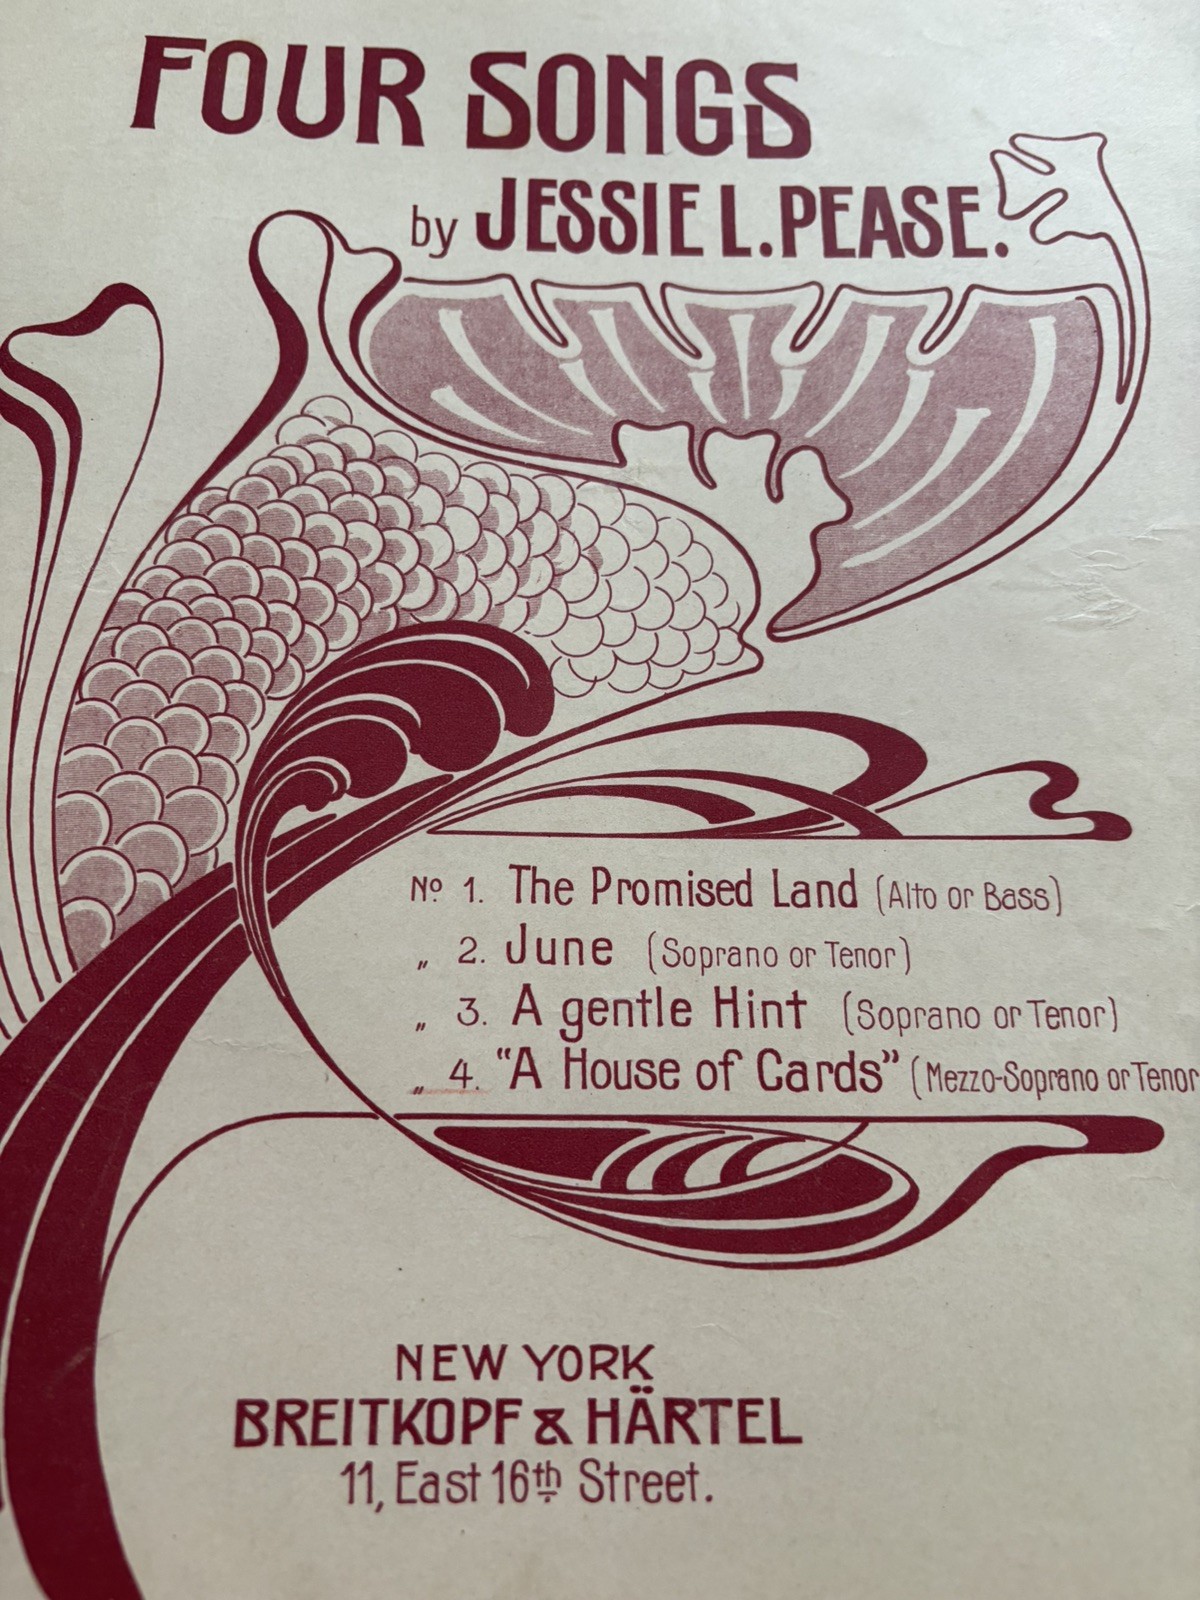 FOUR SONGS
by JESSIE L. PEASE.
No. 1. The Promised Land (Alto or Bass)
„ 2. June (Soprano or Tenor)
„ 3. A gentle Hint (Soprano or Tenor)
„ 4. “A House of Cards” (Mezzo-Soprano or Tenor
NEW YORK
BREITKOPF & HÄRTEL
11, East 16th Street.